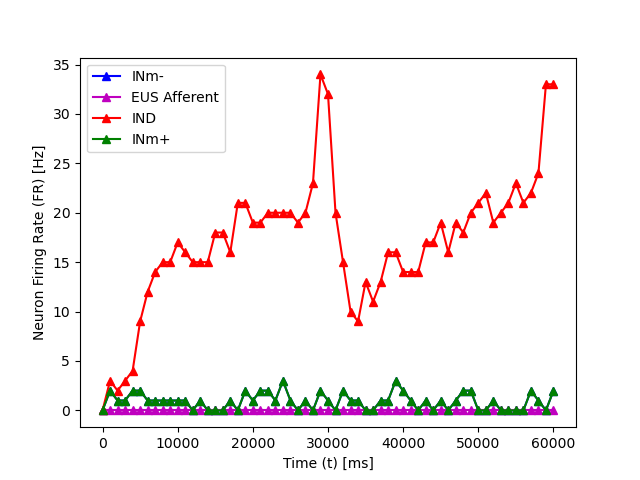 35
30
25
20
15
10
5
0
Neuron Firing Rate (FR) [Hz]
INm-
EUS Afferent
IND
INm+
0
10000
20000
30000
40000
50000
60000
Time (t) [ms]